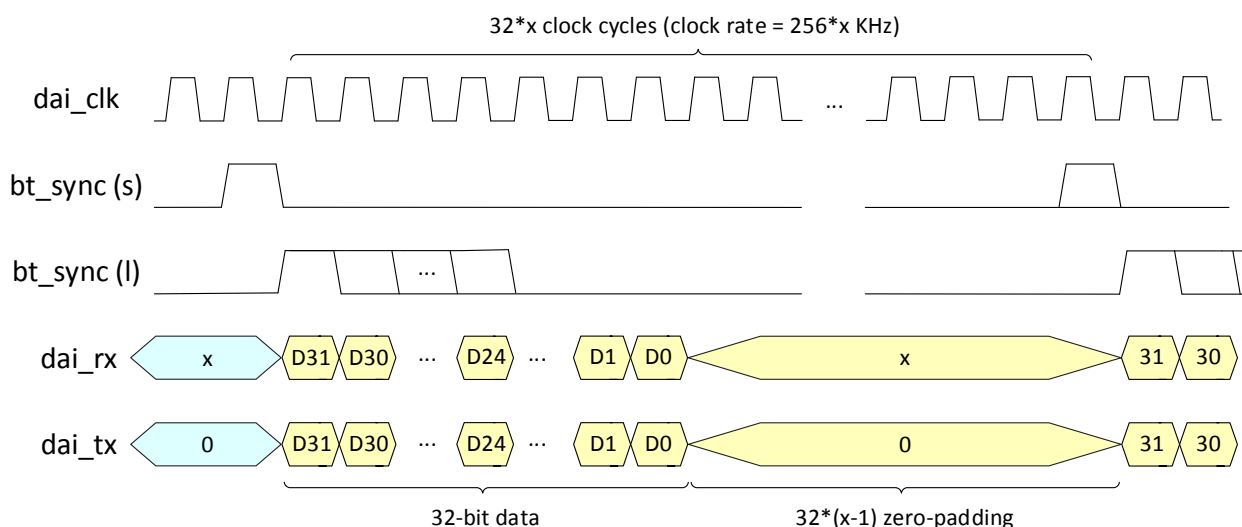 32*x clock cycles (clock rate = 256*x KHz)
dai_clk ...
bt_sync (s)
bt_sync (l) ...
dai_rx x D31 D30 ... D24 ... D1 D0 x 31 30
dai_tx 0 D31 D30 ... D24 ... D1 D0 0 31 30
32-bit data 32*(x-1) zero-padding